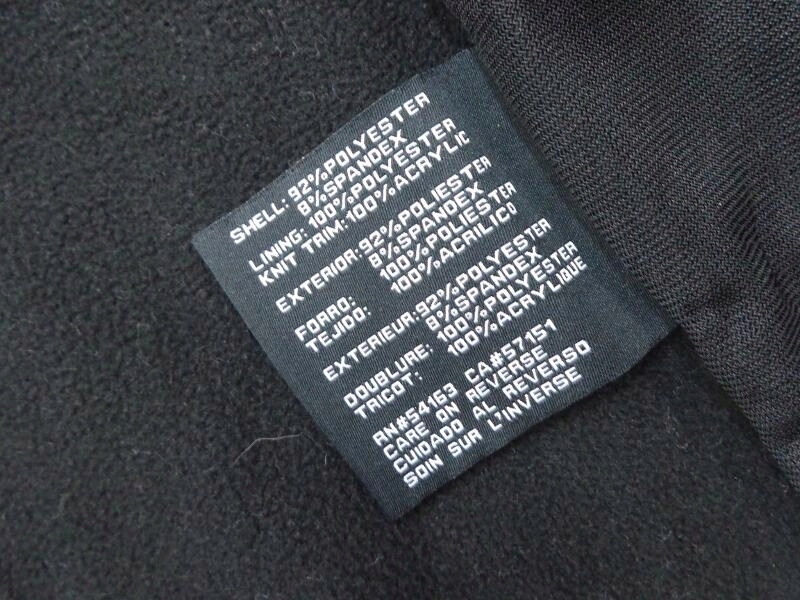 SHELL: 92%POLYESTER
8%SPANDEX
LINING: 100%POLYESTER
KNIT TRIM:100%ACRYLIC
EXTERIOR:92%POLIESTER
8%SPANDEX
FORRO: 100%POLIESTER
TEJIDO: 100%ACRILICO
EXTERIEUR:92%POLYESTER
8%SPANDEX
DOUBLURE: 100%POLYESTER
TRICOT: 100%ACRYLIQUE
RN#54163 CA#57151
CARE ON REVERSE
CUIDADO AL REVERSO
SOIN SUR L'INVERSE